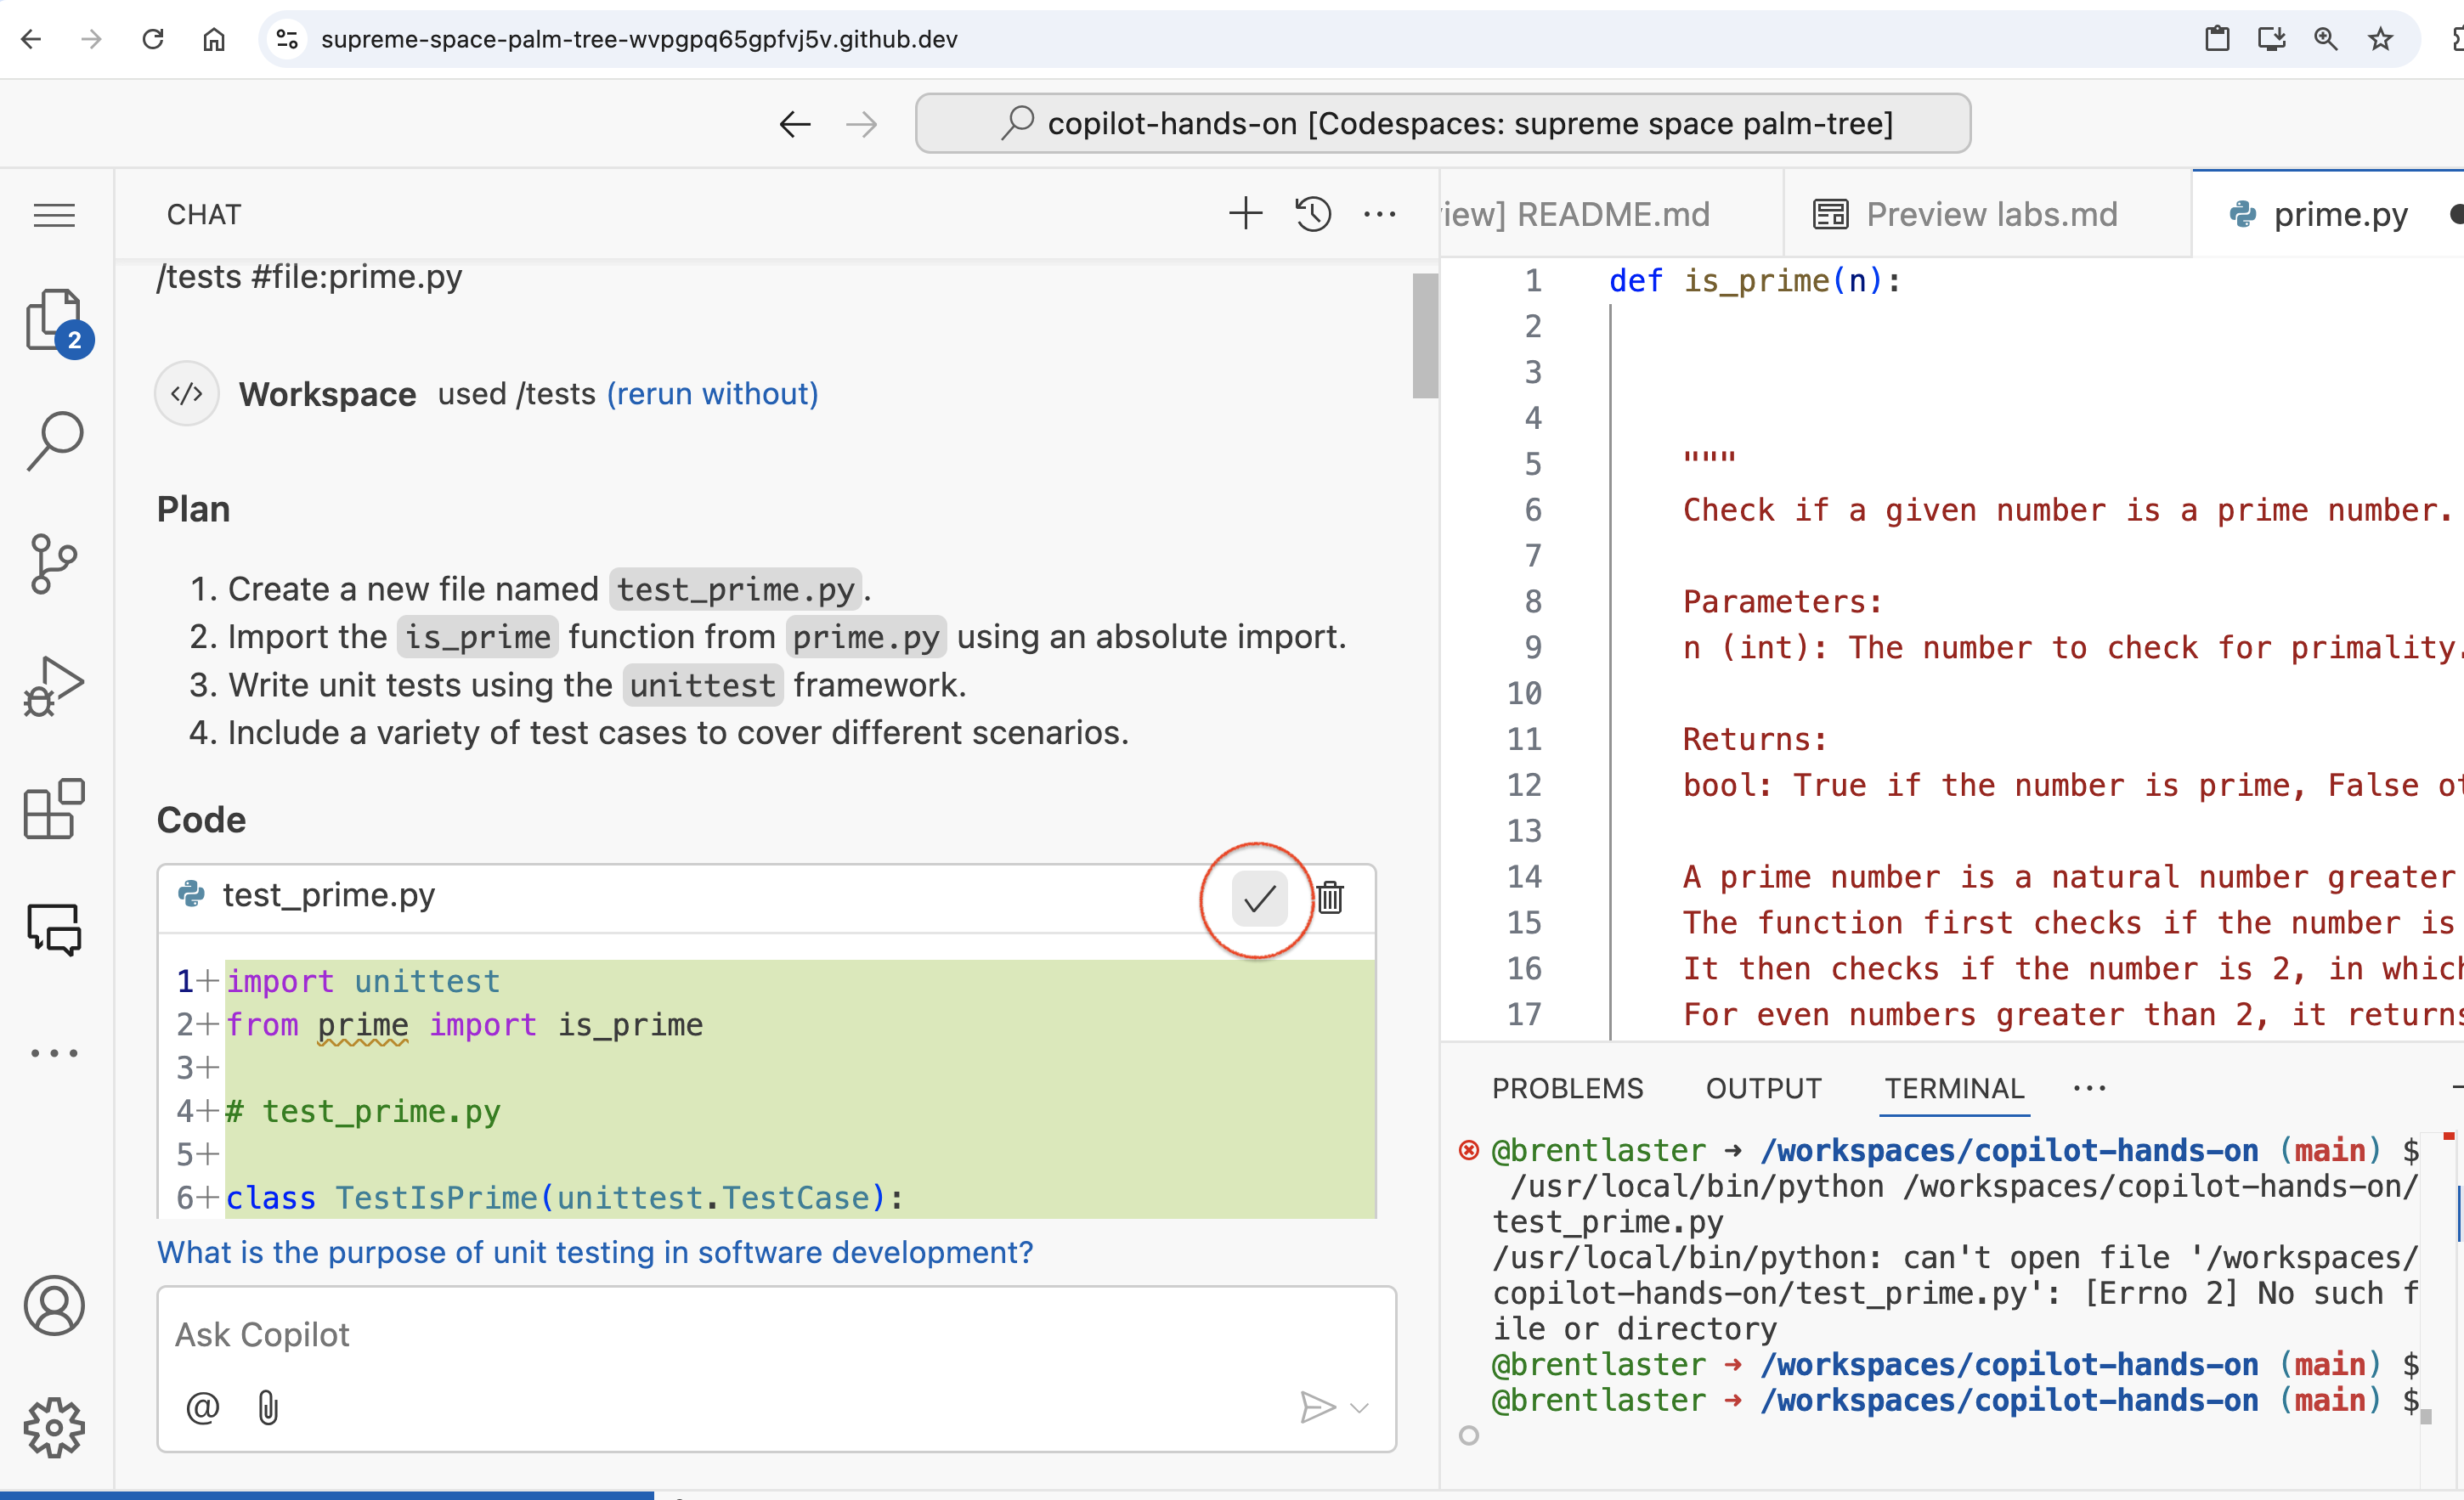 supreme-space-palm-tree-wvpgpq65gpfvj5v.github.dev
copilot-hands-on [Codespaces: supreme space palm-tree]
CHAT
/tests #file:prime.py
Workspace used /tests (rerun without)
Plan
1. Create a new file named test_prime.py.
2. Import the is_prime function from prime.py using an absolute import.
3. Write unit tests using the unittest framework.
4. Include a variety of test cases to cover different scenarios.
Code
test_prime.py
1+ import unittest
2+ from prime import is_prime
3+
4+ # test_prime.py
5+
6+ class TestIsPrime(unittest.TestCase):
What is the purpose of unit testing in software development?
Ask Copilot
2
iew] README.md
Preview labs.md
prime.py
1 def is_prime(n):
2
3
4
5 """
6 Check if a given number is a prime number.
7
8 Parameters:
9 n (int): The number to check for primality.
10
11 Returns:
12 bool: True if the number is prime, False ot
13
14 A prime number is a natural number greater
15 The function first checks if the number is
16 It then checks if the number is 2, in which
17 For even numbers greater than 2, it returns
PROBLEMS OUTPUT TERMINAL
@brentlaster ➜ /workspaces/copilot-hands-on (main) $
/usr/local/bin/python /workspaces/copilot-hands-on/
test_prime.py
/usr/local/bin/python: can't open file '/workspaces/
copilot-hands-on/test_prime.py': [Errno 2] No such f
ile or directory
@brentlaster ➜ /workspaces/copilot-hands-on (main) $
@brentlaster ➜ /workspaces/copilot-hands-on (main) $